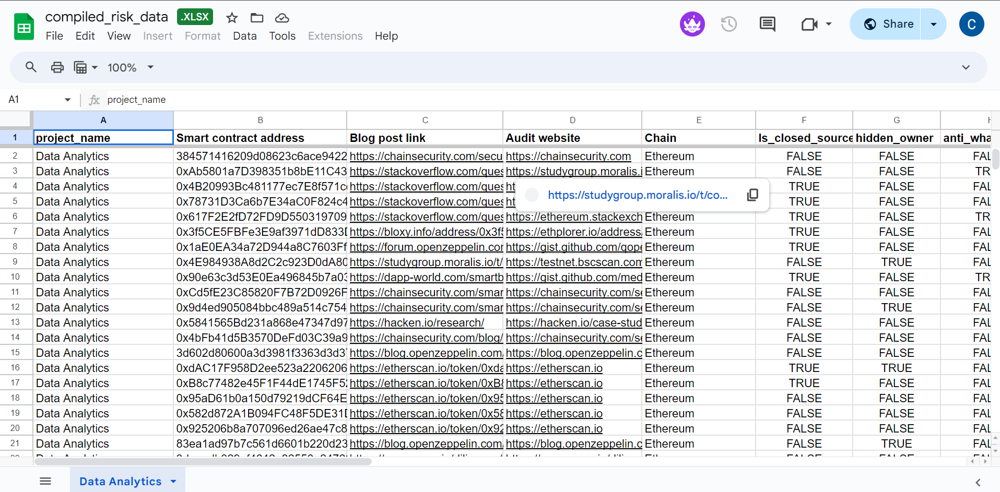 compiled_risk_data .XLSX
File Edit View Insert Format Data Tools Extensions Help
Share
C
100%
A1 fx project_name
A B C D E F G H
1 project_name Smart contract address Blog post link Audit website Chain Is_closed_source hidden_owner anti_wha
2 Data Analytics 384571416209d08623c6ace9422 https://chainsecurity.com/secu https://chainsecurity.com Ethereum FALSE FALSE FAL
3 Data Analytics 0xAb5801a7D398351b8bE11C43 https://stackoverflow.com/ques https://studygroup.moralis.i Ethereum FALSE FALSE TR
4 Data Analytics 0x4B20993Bc481177ec7E8f571c https://stackoverflow.com/ques ht TRUE FALSE FAL
https://studygroup.moralis.io/t/co...
5 Data Analytics 0x78731D3Ca6b7E34aC0F824c4 https://stackoverflow.com/ques ht TRUE FALSE FAL
6 Data Analytics 0x617F2E2fD72FD9D550319709 https://stackoverflow.com/ques https://ethereum.stackexch Ethereum TRUE FALSE TR
7 Data Analytics 0x3f5CE5FBFe3E9af3971dD833D https://bloxy.info/address/0x3f5 https://ethplorer.io/address/ Ethereum TRUE FALSE FAL
8 Data Analytics 0x1aE0EA34a72D944a8C7603Ff https://forum.openzeppelin.cor https://gist.github.com/qope Ethereum TRUE FALSE FAL
9 Data Analytics 0x4E984938A8d2C2c923D0dA80 https://studygroup.moralis.io/t/ https://testnet.bscscan.com Ethereum FALSE TRUE FAL
10 Data Analytics 0x90e63c3d53E0Ea496845b7a03 https://dapp-world.com/smartb https://gist.github.com/med Ethereum TRUE FALSE TR
11 Data Analytics 0xCd5fE23C85820F7B72D0926F https://chainsecurity.com/smar https://chainsecurity.com/se Ethereum FALSE FALSE FAL
12 Data Analytics 0x9d4ed905084bbc489a514c754 https://chainsecurity.com/smar https://chainsecurity.com/se Ethereum FALSE TRUE FAL
13 Data Analytics 0x5841565Bd231a868e47347d97 https://hacken.io/research/ https://hacken.io/case-stud Ethereum FALSE FALSE FAL
14 Data Analytics 0x4bFb41d5B3570DeFd03C39a9 https://chainsecurity.com/blog/ https://chainsecurity.com/se Ethereum FALSE FALSE FAL
15 Data Analytics 3d602d80600a3d3981f3363d3d37 https://blog.openzeppelin.com/ https://blog.openzeppelin.c Ethereum FALSE FALSE FAL
16 Data Analytics 0xdAC17F958D2ee523a2206206 https://etherscan.io/token/0xda https://etherscan.io Ethereum TRUE TRUE FAL
17 Data Analytics 0xB8c77482e45F1F44dE1745F52 https://etherscan.io/token/0xB8 https://etherscan.io Ethereum TRUE FALSE FAL
18 Data Analytics 0x95aD61b0a150d79219dCF64E https://etherscan.io/token/0x95 https://etherscan.io Ethereum FALSE FALSE FAL
19 Data Analytics 0x582d872A1B094FC48F5DE31D https://etherscan.io/token/0x58 https://etherscan.io Ethereum FALSE FALSE FAL
20 Data Analytics 0x925206b8a707096ed26ae47c8 https://etherscan.io/token/0x92 https://etherscan.io Ethereum FALSE FALSE FAL
21 Data Analytics 83ea1ad97b7c561d6601b220d23 https://blog.openzeppelin.com/ https://blog.openzeppelin.c Ethereum FALSE TRUE FAL
Data Analytics